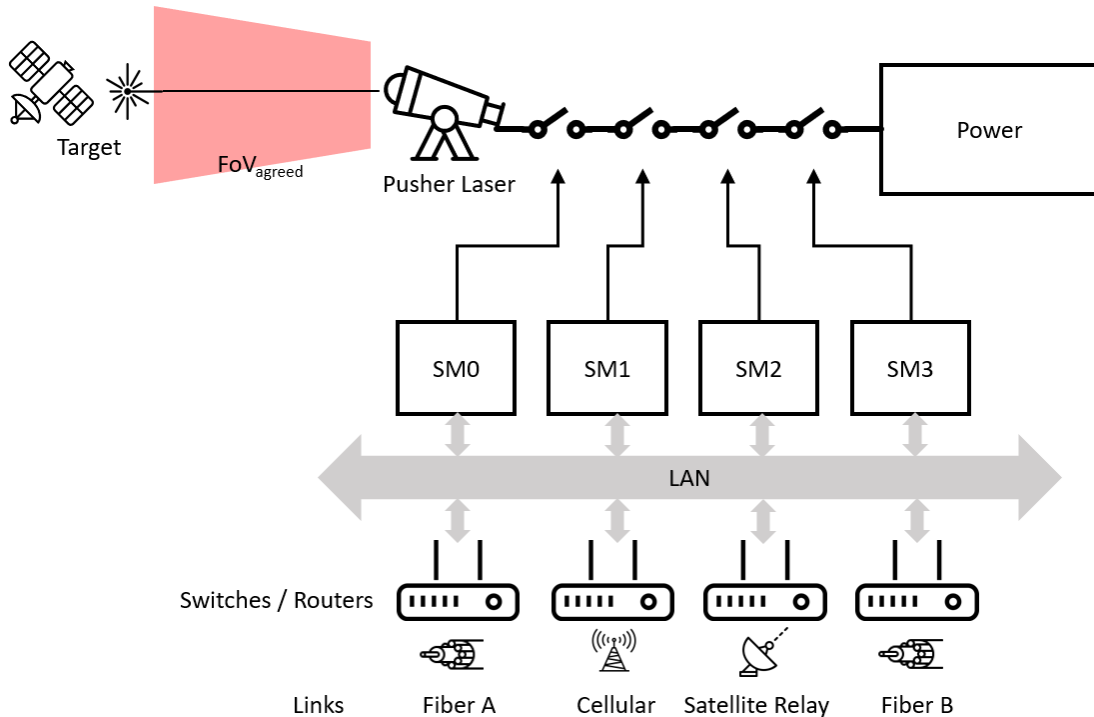 Target
FoVagreed
Pusher Laser
Power
SM0
SM1
SM2
SM3
LAN
Switches / Routers
Links
Fiber A
Cellular
Satellite Relay
Fiber B